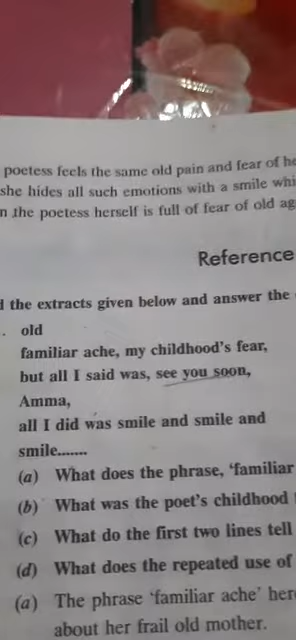 poetess feels the same old pain and fear of
she hides all such emotions with a smile
the poetess herself is full of fear of old
Reference
the extracts given below and answer the
old
familiar ache, my childhood's fear,
but all I said was, see you soon,
Amma,
all I did was smile and smile and
smile.......
(a) What does the phrase, 'familiar
(b) What was the poet's childhood
(c) What do the first two lines tell
(d) What does the repeated use of
(a) The phrase 'familiar ache'
about her frail old mother.